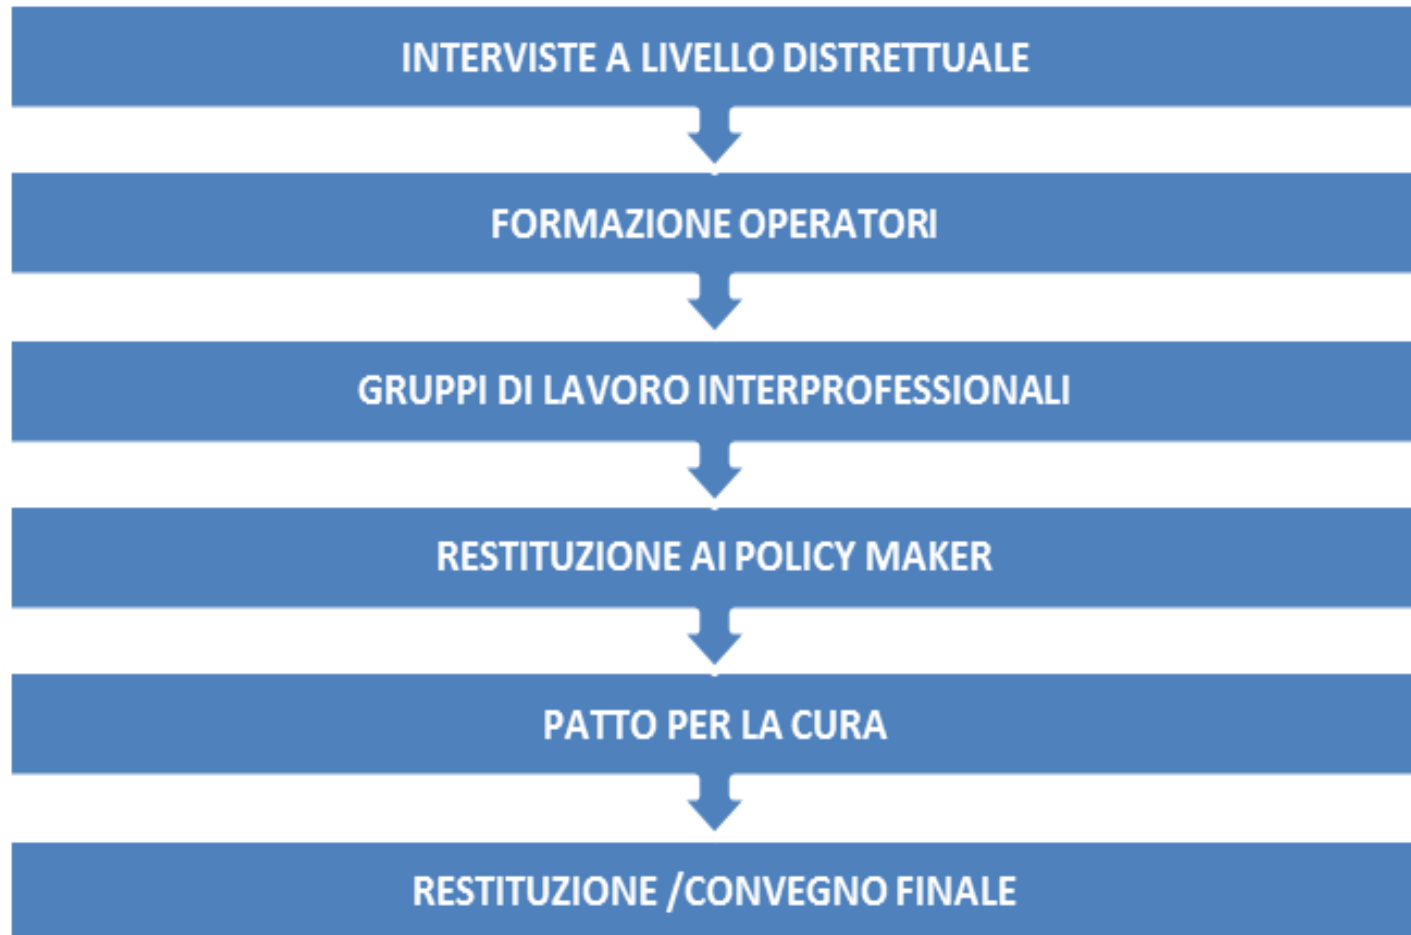 INTERVISTE A LIVELLO DISTRETTUALE
FORMAZIONE OPERATORI
GRUPPI DI LAVORO INTERPROFESSIONALI
RESTITUZIONE AI POLICY MAKER
PATTO PER LA CURA
RESTITUZIONE /CONVEGNO FINALE